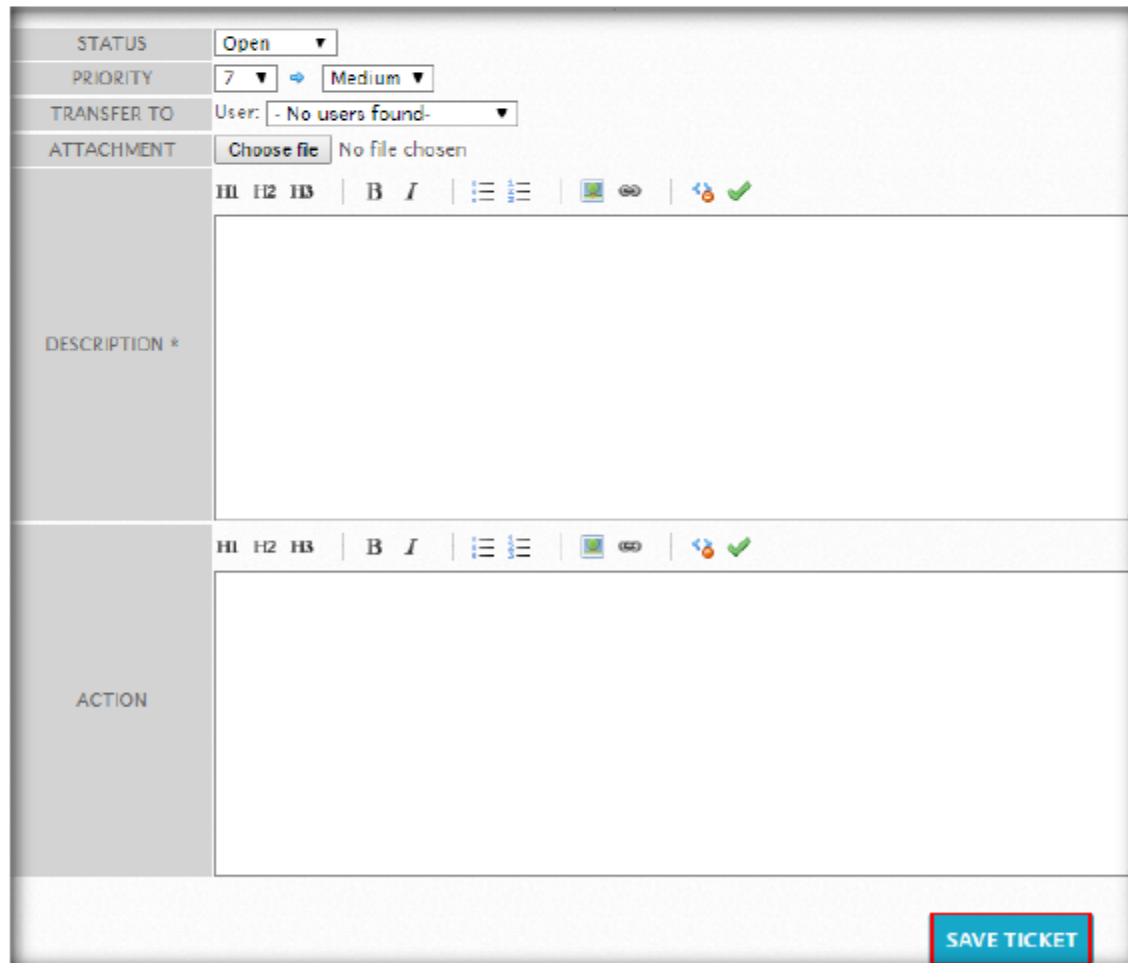 STATUS Open
PRIORITY 7 Medium
TRANSFER TO User: - No users found-
ATTACHMENT Choose file No file chosen
H1 H2 H3 B I
DESCRIPTION *
H1 H2 H3 B I
ACTION
SAVE TICKET